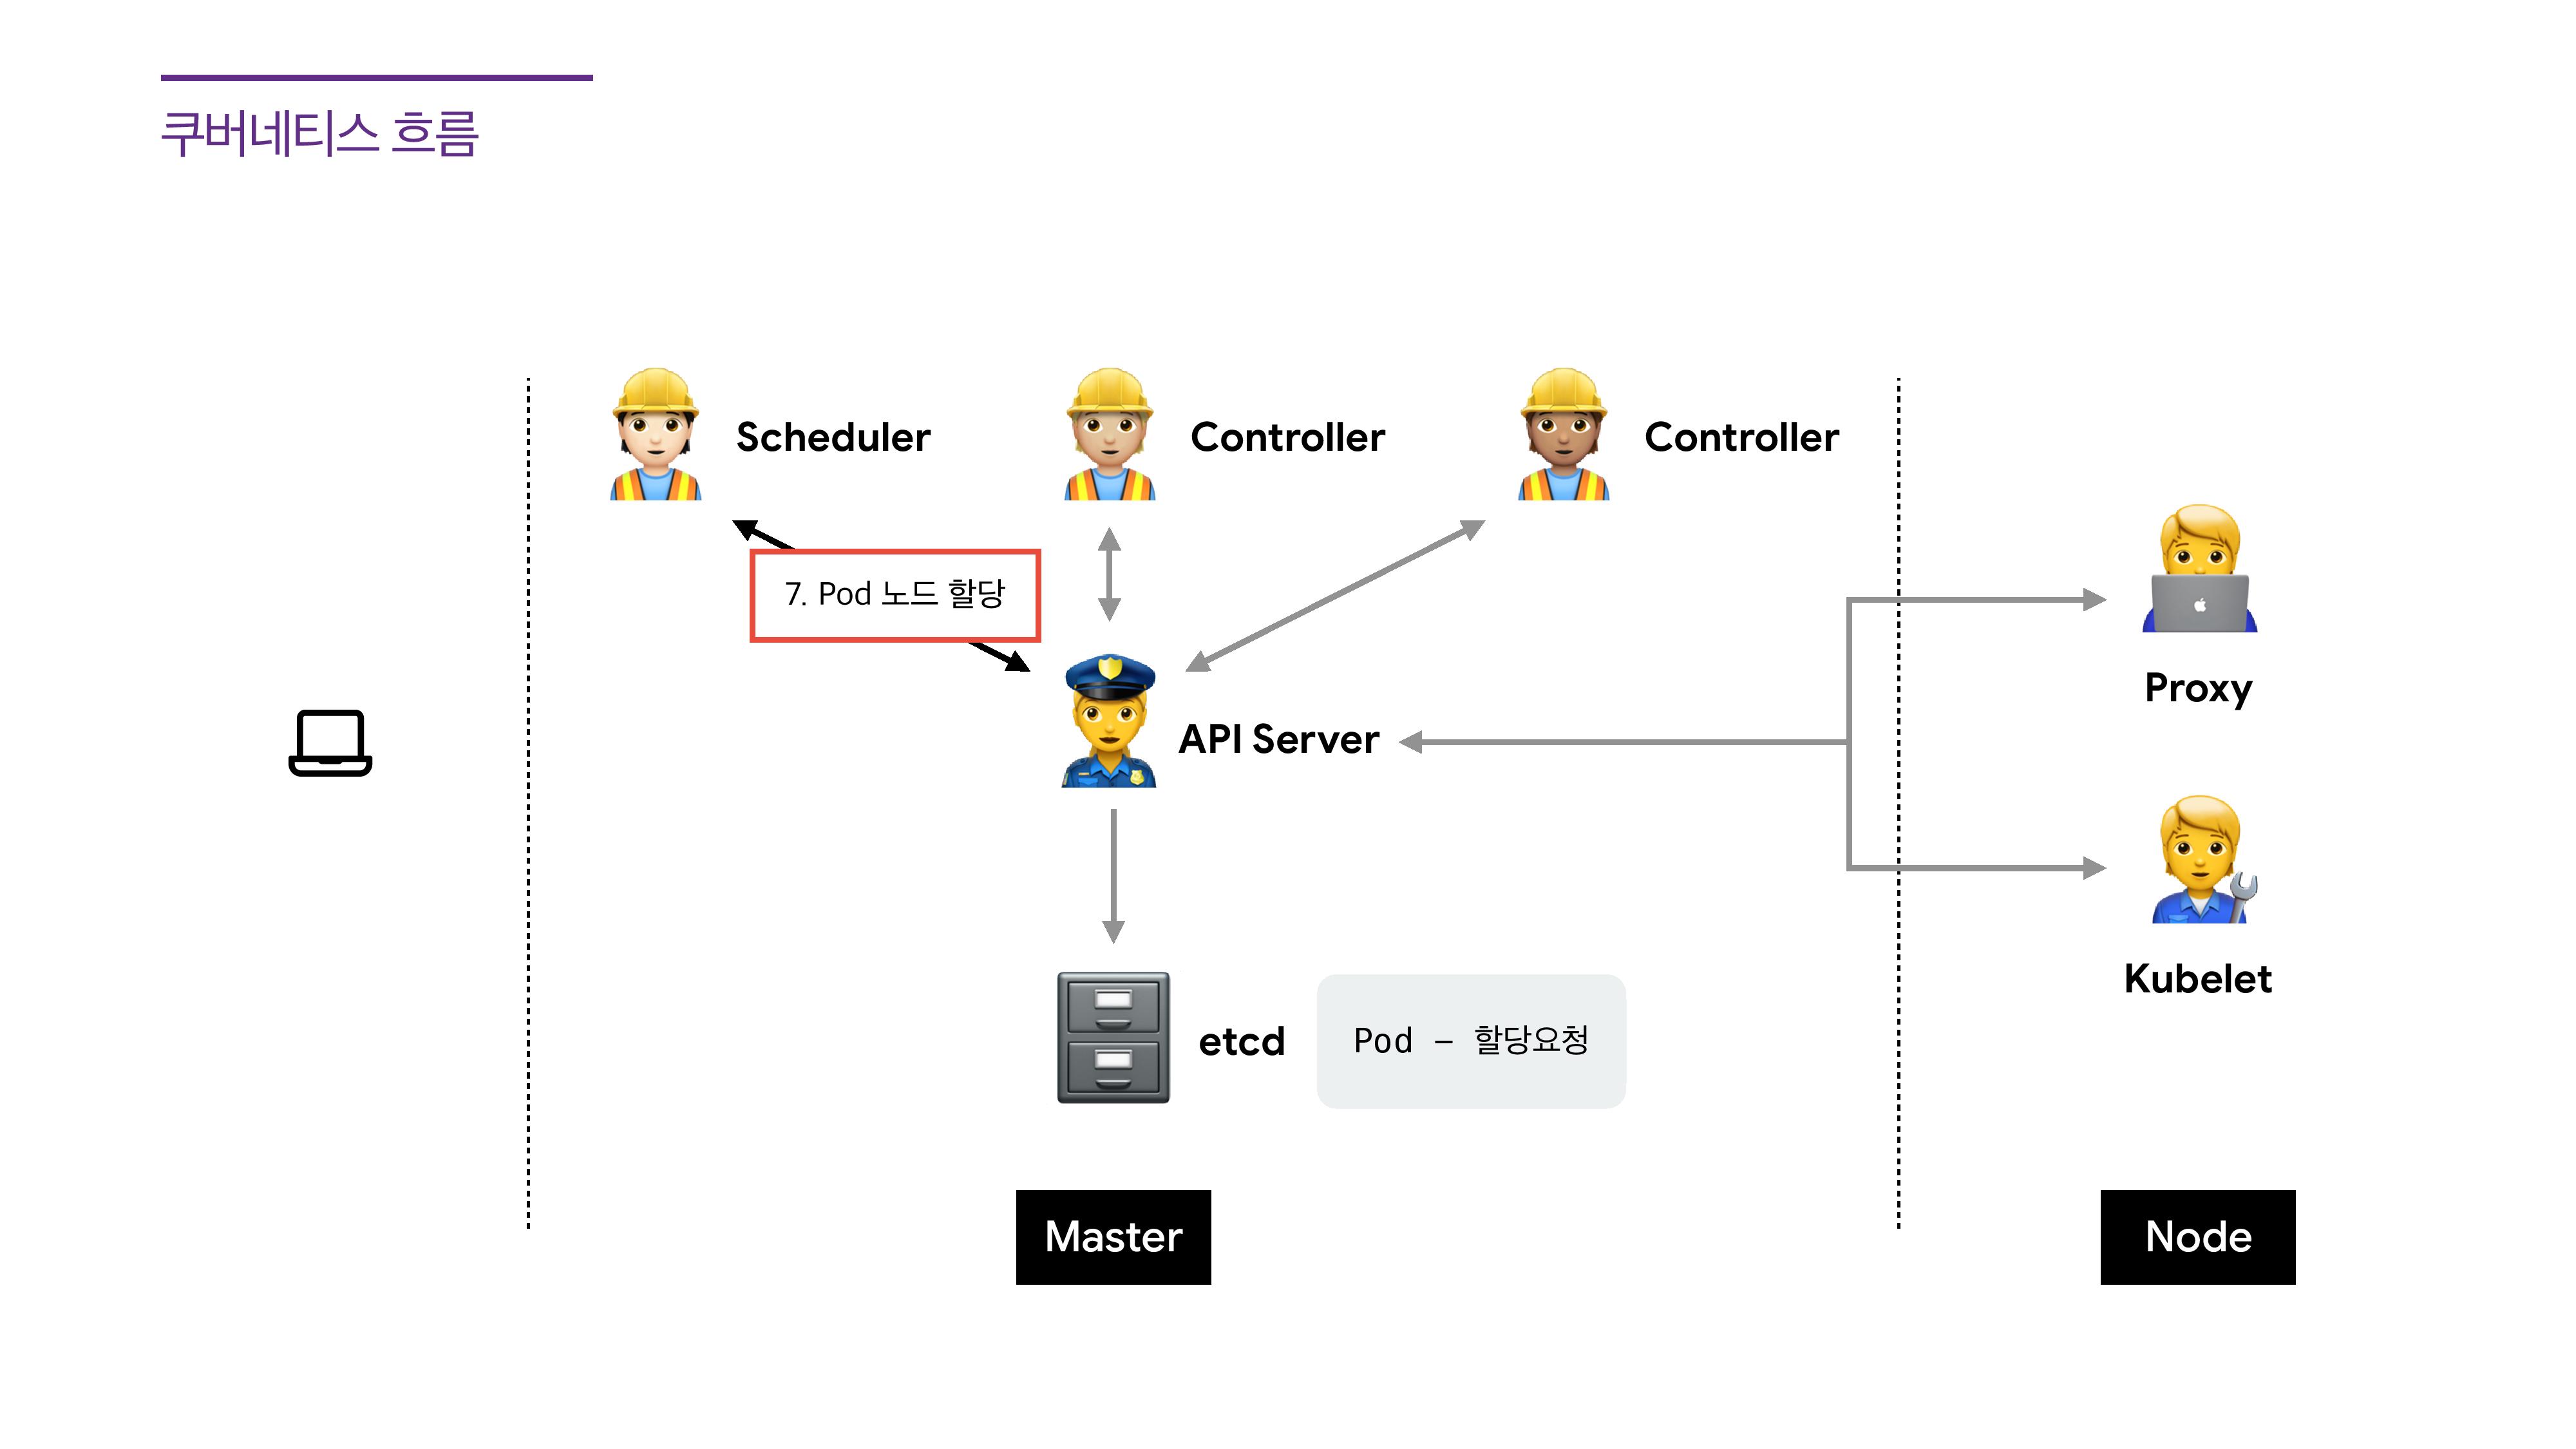 쿠버네티스 흐름
Scheduler
Controller
Controller
7. Pod 노드 할당
API Server
Proxy
Kubelet
etcd
Pod - 할당요청
Master
Node